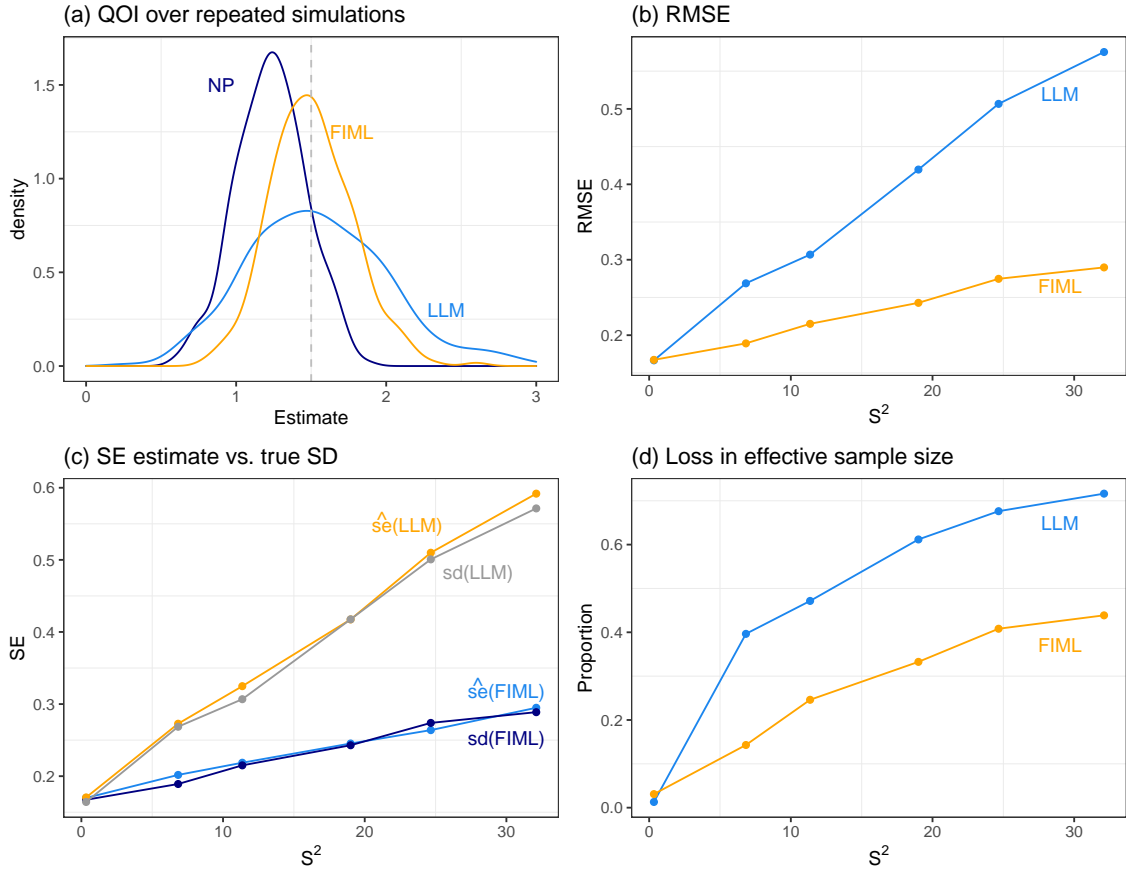 (a) QOI over repeated simulations
density
0.0
0.5
1.0
1.5
NP
FIML
LLM
0
1
2
3
Estimate
(b) RMSE
RMSE
0.2
0.3
0.4
0.5
LLM
FIML
0
10
20
30
S²
(c) SE estimate vs. true SD
SE
0.2
0.3
0.4
0.5
0.6
sê(LLM)
sd(LLM)
sê(FIML)
sd(FIML)
0
10
20
30
S²
(d) Loss in effective sample size
Proportion
0.0
0.2
0.4
0.6
LLM
FIML
0
10
20
30
S²